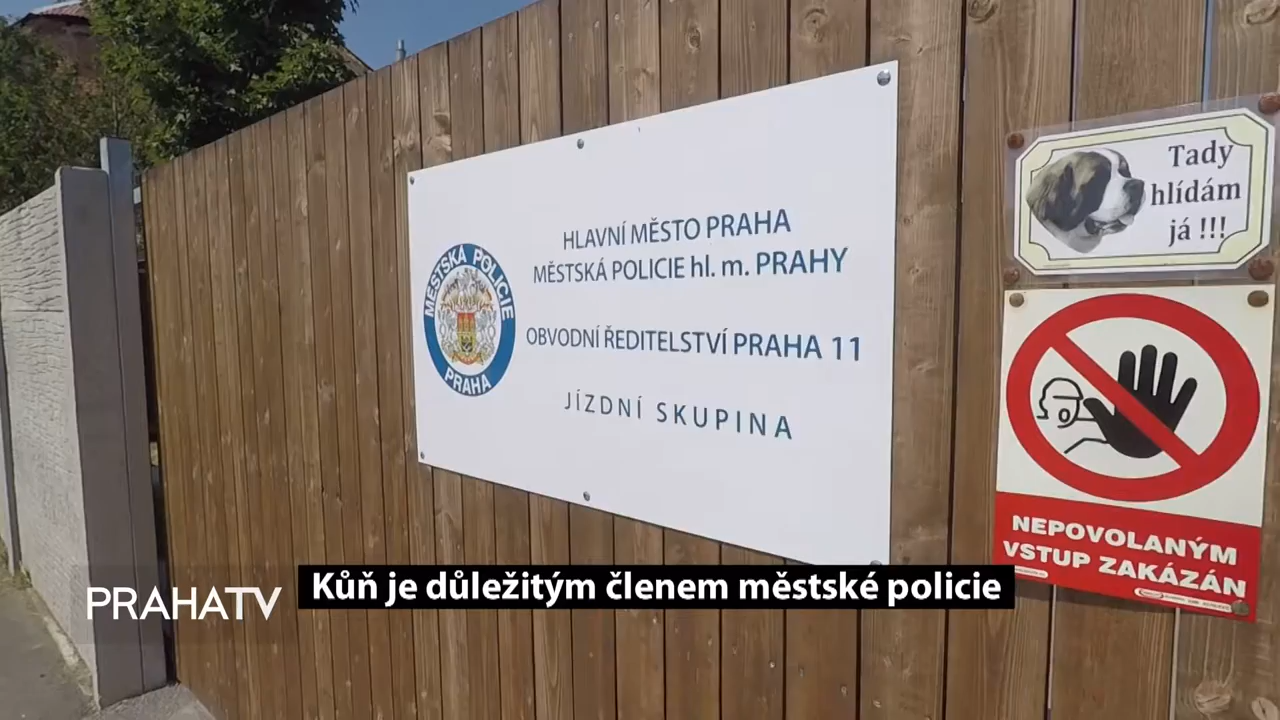 HLAVNÍ MĚSTO PRAHA
MĚSTSKÁ POLICIE hl. m. PRAHY
OBVODNÍ ŘEDITELSTVÍ PRAHA 11
JÍZDNÍ SKUPINA
MĚSTSKÁ POLICIE
PRAHA
Tady
hlídám
já !!!
NEPOVOLANÝM
VSTUP ZAKÁZÁN
PRAHATV
Kůň je důležitým členem městské policie